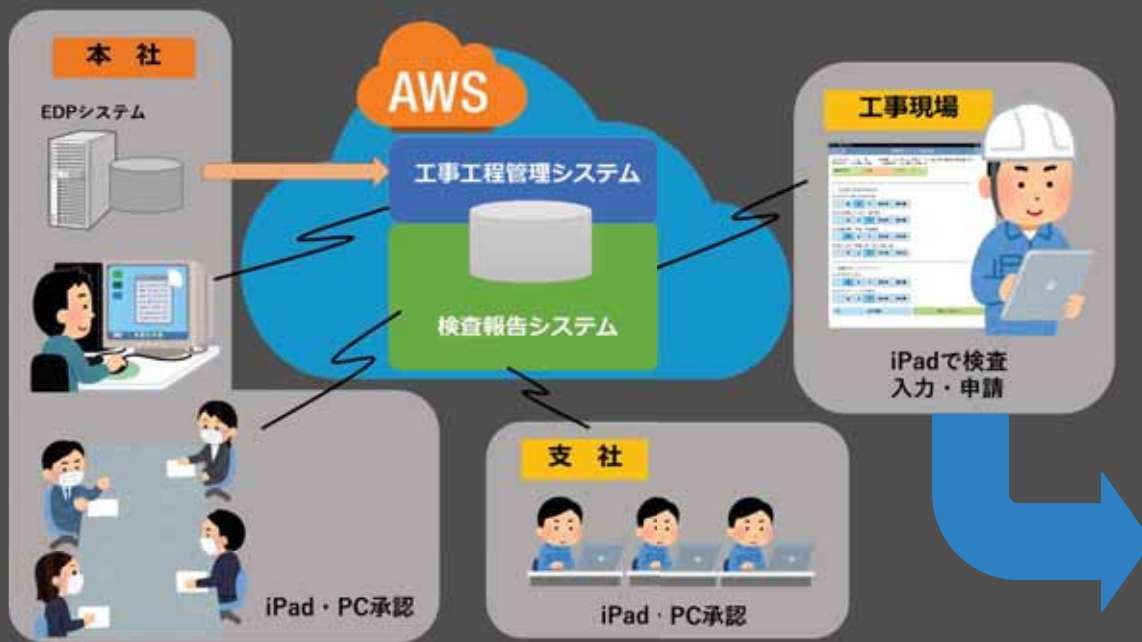 本　社
EDPシステム
AWS
工事工程管理システム
検査報告システム
工事現場
iPadで検査
入力・申請
支　社
iPad・PC承認
iPad・PC承認